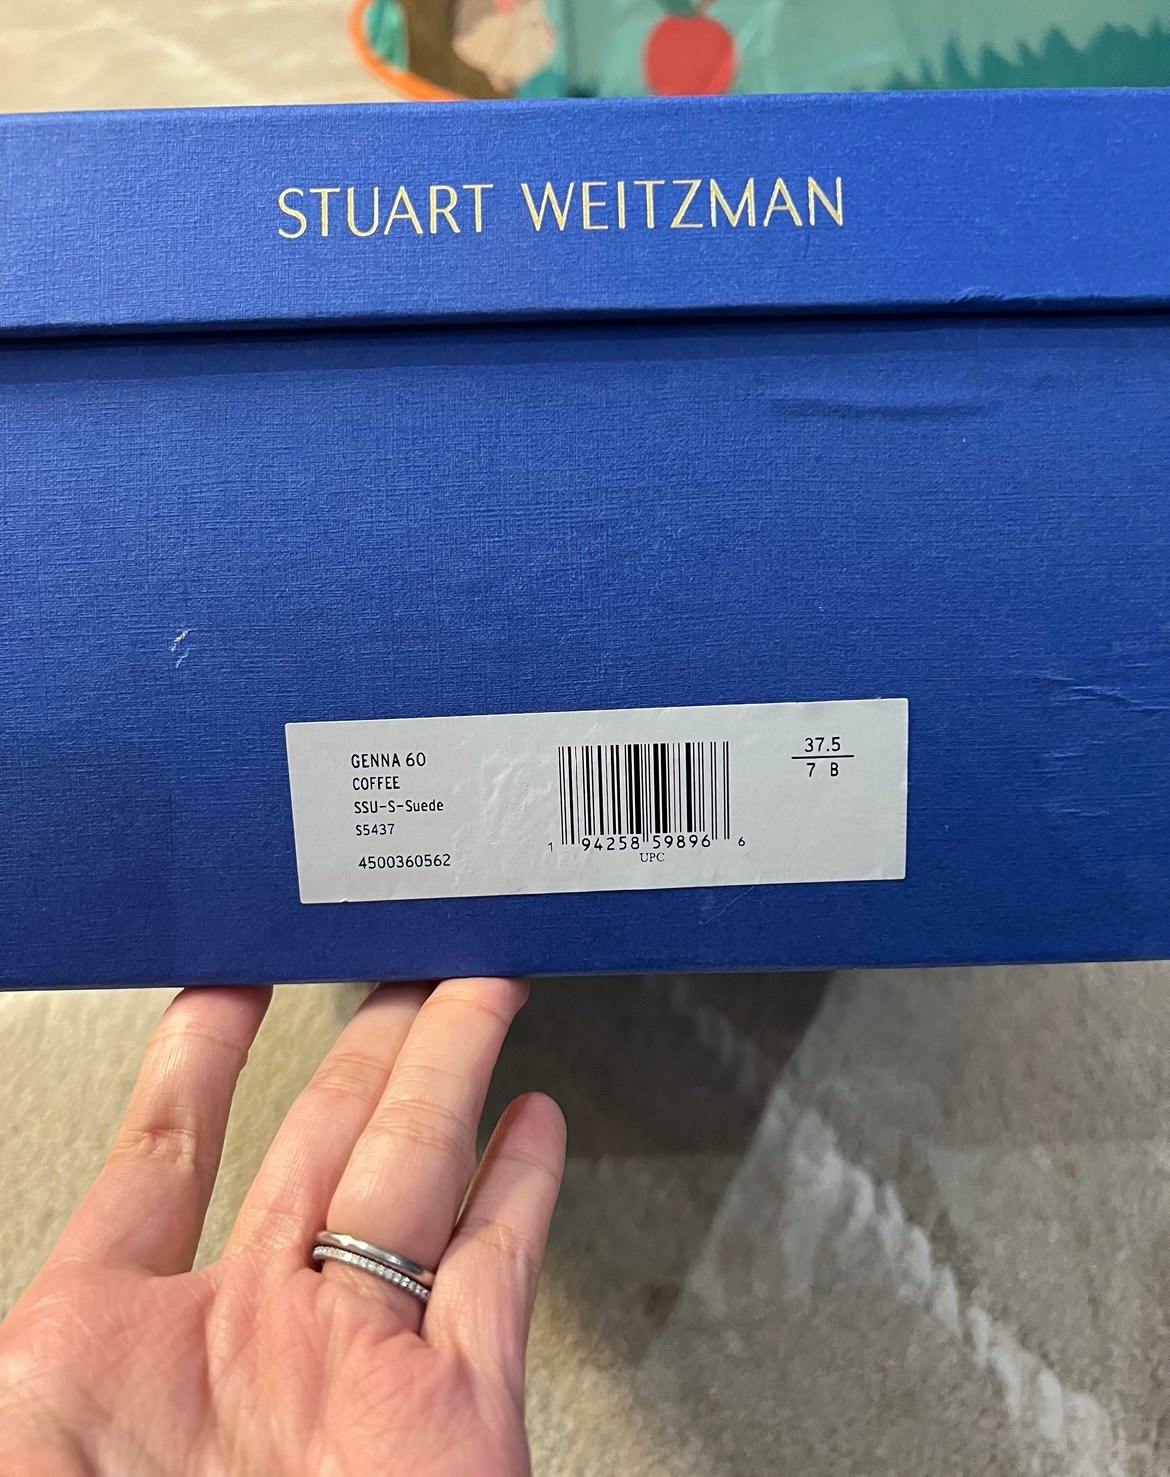 STUART WEITZMAN
GENNA 60
COFFEE
SSU-S-Suede
S5437
4500360562
1 94258 59896 6
UPC
37.5
7 B